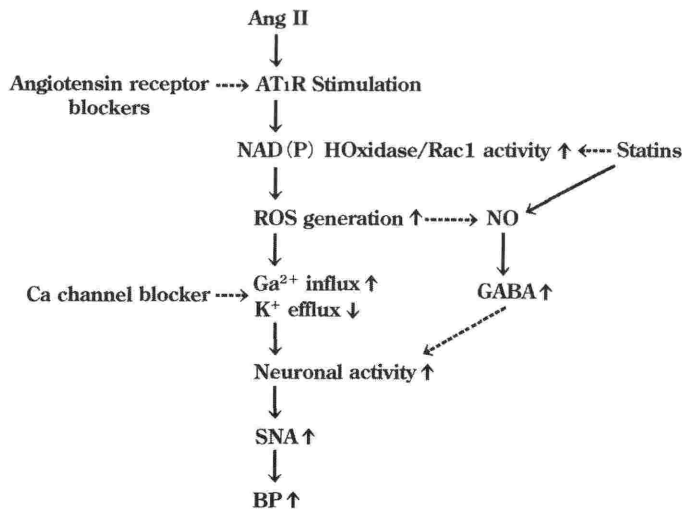 Ang II
Angiotensin receptor
blockers
AT₁R Stimulation
NAD(P) HOxidase/Rac1 activity ↑
Statins
ROS generation ↑
NO
Ca channel blocker
Ga²⁺ influx ↑
K⁺ efflux ↓
GABA ↑
Neuronal activity ↑
SNA ↑
BP ↑